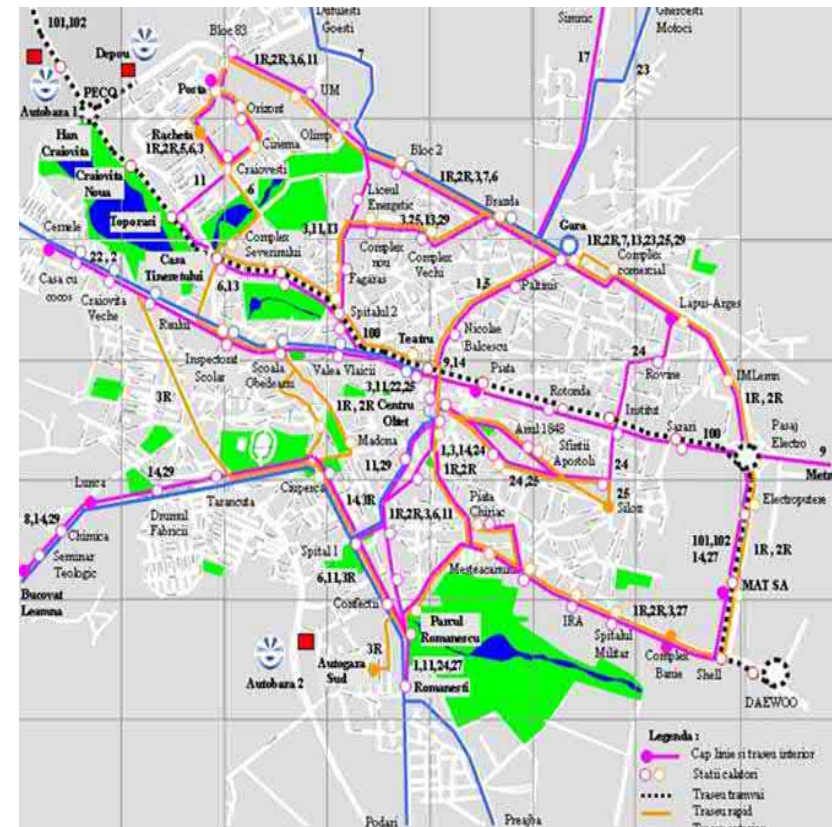 101,102
Goesti
Ghercesti
Motoci
Bloc 83
Depou
1R,2R,3,6,11
7
17
23
PECO
Posta
UM
Autobaza 1
Orizont
Han
Craiovita
Racheta
1R,2R,5,6,3
Cinema
Olimp
Craiovesti
Bloc 2
Craiovita
Noua
11
6
Liceul
Energetic
1R,2R,3,7,6
Toporasi
3,11,13
3,25,13,29
Brazda
Gara
1R,2R,7,13,23,25,29
Cernele
Casa
Tineretului
Complex
Severinului
Complex
nou
Complex
Vechi
Complex
comercial
22,2
6,13
Fagaras
1,5
Paltinis
Casa cu
cocos
Craiovita
Veche
Spitalul 2
Lapus-Arges
Raului
100
Teatru
Nicolae
Balcescu
Inspectorat
Scolar
Scoala
Obedeanu
Valea Vlaicii
9,14
Piata
24
Rovine
IMLemn
3R
3,11,22,25
Rotonda
Institut
1R, 2R
1R, 2R
Centru
Oltet
Anul 1848
Sarari
100
Pasaj
Electro
Madona
Sfintii
Apostoli
9
Metro
1,3,14,24
1R,2R
11,29
24
Lunca
14,29
Tarancuta
Ciuperca
14,3R
24,25
25
Siloz
Electroputere
8,14,29
Chimica
Drumul
Fabricii
1R,2R,3,6,11
Piata
Chiriac
Seminar
Teologic
Spital 1
101,102
14,27
1R, 2R
Mesteacanului
6,11,3R
MAT SA
Bucovat
Leamna
Confectii
Parcul
Romanescu
IRA
1R,2R,3,27
Spitalul
Militar
3R
Autogara
Sud
1,11,24,27
Complex
Banie
Shell
Autobaza 2
Romanesti
DAEWOO
Legenda :
Cap linie si traseu interior
Statii calatori
Traseu tramvai
Traseu rapid
Podari
Preajba